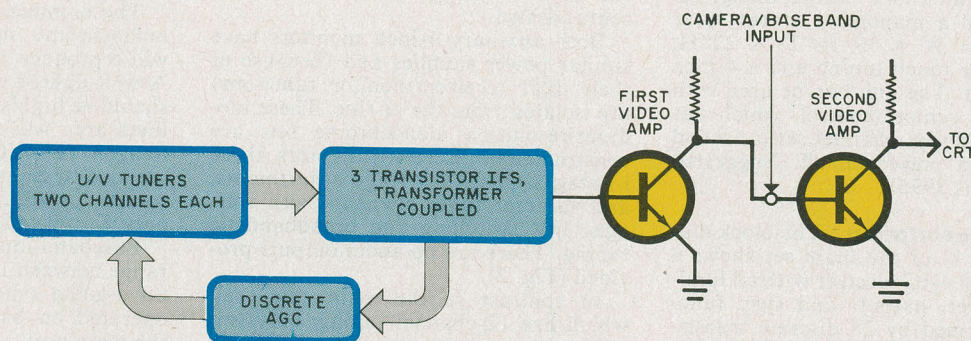 CAMERA/BASEBAND
INPUT
FIRST
VIDEO
AMP
SECOND
VIDEO
AMP
TO
CRT
U/V TUNERS
TWO CHANNELS EACH
3 TRANSISTOR IFS,
TRANSFORMER
COUPLED
DISCRETE
AGC